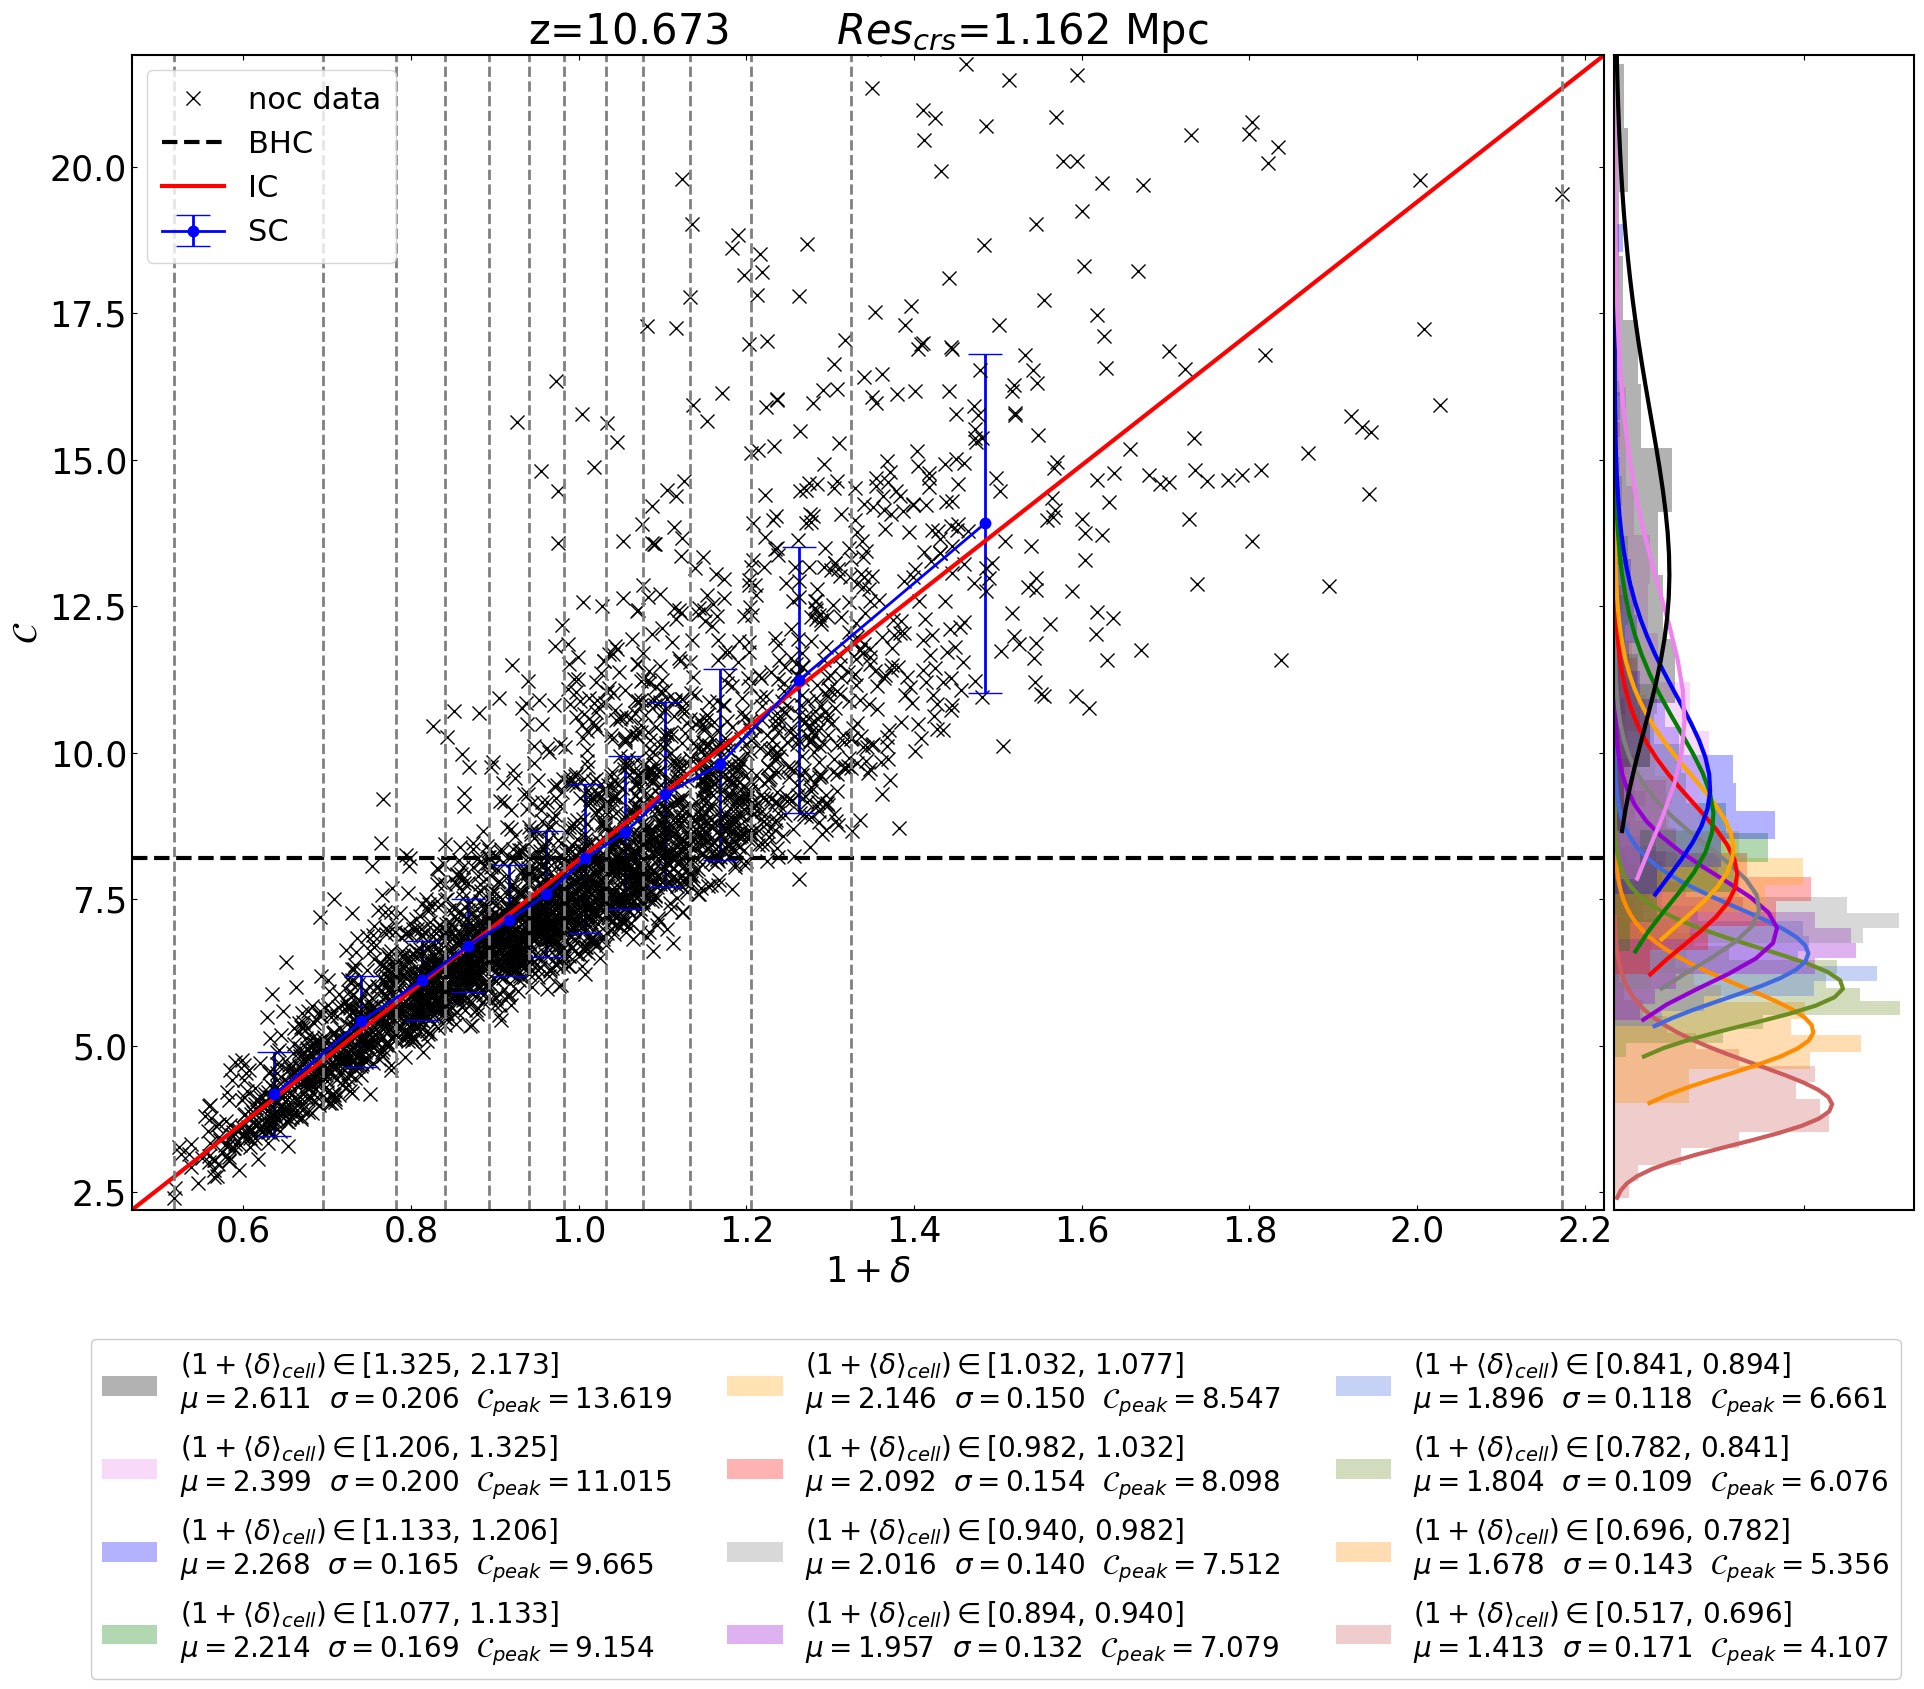 z=10.673 Res_crs=1.162 Mpc
noc data
BHC
IC
SC
20.0
17.5
15.0
12.5
10.0
7.5
5.0
2.5
𝒞
0.6 0.8 1.0 1.2 1.4 1.6 1.8 2.0 2.2
1 + δ
(1 + ⟨δ⟩_cell) ∈ [1.325, 2.173]
μ = 2.611 σ = 0.206 𝒞_peak = 13.619
(1 + ⟨δ⟩_cell) ∈ [1.206, 1.325]
μ = 2.399 σ = 0.200 𝒞_peak = 11.015
(1 + ⟨δ⟩_cell) ∈ [1.133, 1.206]
μ = 2.268 σ = 0.165 𝒞_peak = 9.665
(1 + ⟨δ⟩_cell) ∈ [1.077, 1.133]
μ = 2.214 σ = 0.169 𝒞_peak = 9.154
(1 + ⟨δ⟩_cell) ∈ [1.032, 1.077]
μ = 2.146 σ = 0.150 𝒞_peak = 8.547
(1 + ⟨δ⟩_cell) ∈ [0.982, 1.032]
μ = 2.092 σ = 0.154 𝒞_peak = 8.098
(1 + ⟨δ⟩_cell) ∈ [0.940, 0.982]
μ = 2.016 σ = 0.140 𝒞_peak = 7.512
(1 + ⟨δ⟩_cell) ∈ [0.894, 0.940]
μ = 1.957 σ = 0.132 𝒞_peak = 7.079
(1 + ⟨δ⟩_cell) ∈ [0.841, 0.894]
μ = 1.896 σ = 0.118 𝒞_peak = 6.661
(1 + ⟨δ⟩_cell) ∈ [0.782, 0.841]
μ = 1.804 σ = 0.109 𝒞_peak = 6.076
(1 + ⟨δ⟩_cell) ∈ [0.696, 0.782]
μ = 1.678 σ = 0.143 𝒞_peak = 5.356
(1 + ⟨δ⟩_cell) ∈ [0.517, 0.696]
μ = 1.413 σ = 0.171 𝒞_peak = 4.107